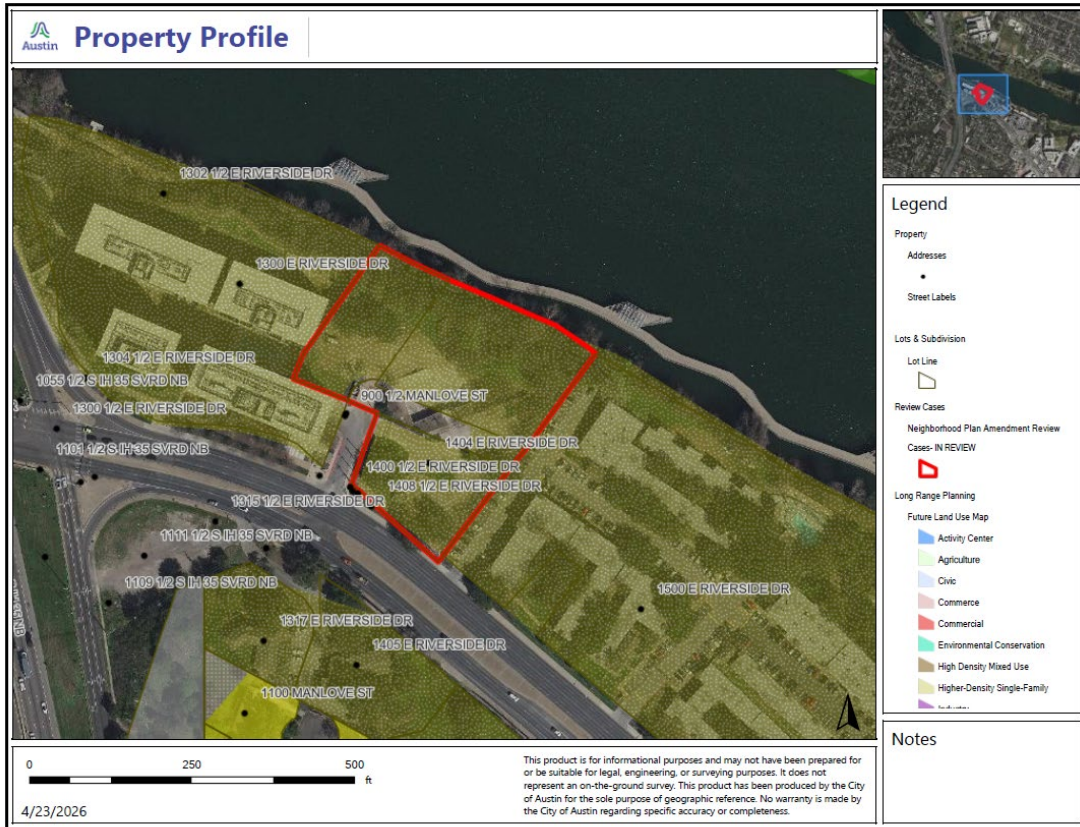 Austin
Property Profile
1302 1/2 E RIVERSIDE DR
1300 E RIVERSIDE DR
1304 1/2 E RIVERSIDE DR
1055 1/2 S IH 35 SVRD NB
900 1/2 MANLOVE ST
1300 1/2 E RIVERSIDE DR
1404 E RIVERSIDE DR
1101 1/2 S IH 35 SVRD NB
1400 1/2 E RIVERSIDE DR
1408 1/2 E RIVERSIDE DR
1315 1/2 E RIVERSIDE DR
1111 1/2 S IH 35 SVRD NB
1109 1/2 S IH 35 SVRD NB
1500 E RIVERSIDE DR
1317 E RIVERSIDE DR
1405 E RIVERSIDE DR
1100 MANLOVE ST
Legend
Property
Addresses
Street Labels
Lots & Subdivision
Lot Line
Review Cases
Neighborhood Plan Amendment Review
Cases- IN REVIEW
Long Range Planning
Future Land Use Map
Activity Center
Agriculture
Civic
Commerce
Commercial
Environmental Conservation
High Density Mixed Use
Higher-Density Single-Family
Notes
0 250 500
ft
4/23/2026
This product is for informational purposes and may not have been prepared for
or be suitable for legal, engineering, or surveying purposes. It does not
represent an on-the-ground survey. This product has been produced by the City
of Austin for the sole purpose of geographic reference. No warranty is made by
the City of Austin regarding specific accuracy or completeness.